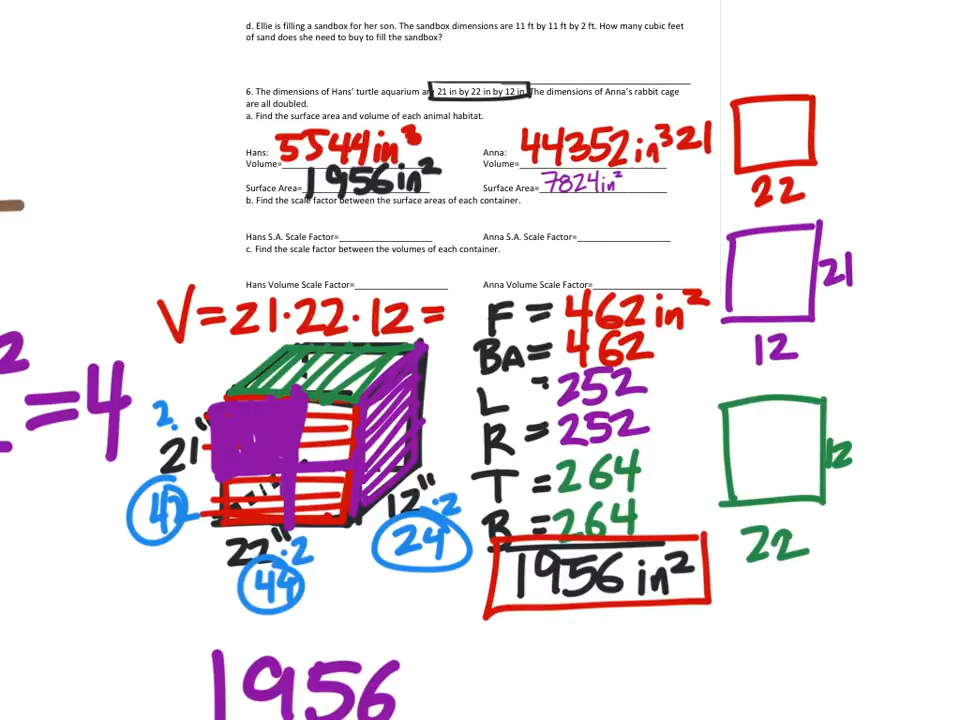 d. Ellie is filling a sandbox for her son. The sandbox dimensions are 11 ft by 11 ft by 2 ft. How many cubic feet
of sand does she need to buy to fill the sandbox?
6. The dimensions of Hans' turtle aquarium are 21 in by 22 in by 12 in. The dimensions of Anna's rabbit cage
are all doubled.
a. Find the surface area and volume of each animal habitat.
Hans: 5544 in³ Anna: 44352 in³
Volume= Volume=
Surface Area= 1956 in² Surface Area= 7824 in²
b. Find the scale factor between the surface areas of each container.
Hans S.A. Scale Factor= Anna S.A. Scale Factor=
c. Find the scale factor between the volumes of each container.
Hans Volume Scale Factor= Anna Volume Scale Factor=
V=21·22·12=
F = 462 in²
BA= 462
L = 252
R = 252
T = 264
B = 264
1956 in²
21
22
21
12
12
22
2
=4
2.
21"
42
22"
·2
44
12"
·2
24
1956